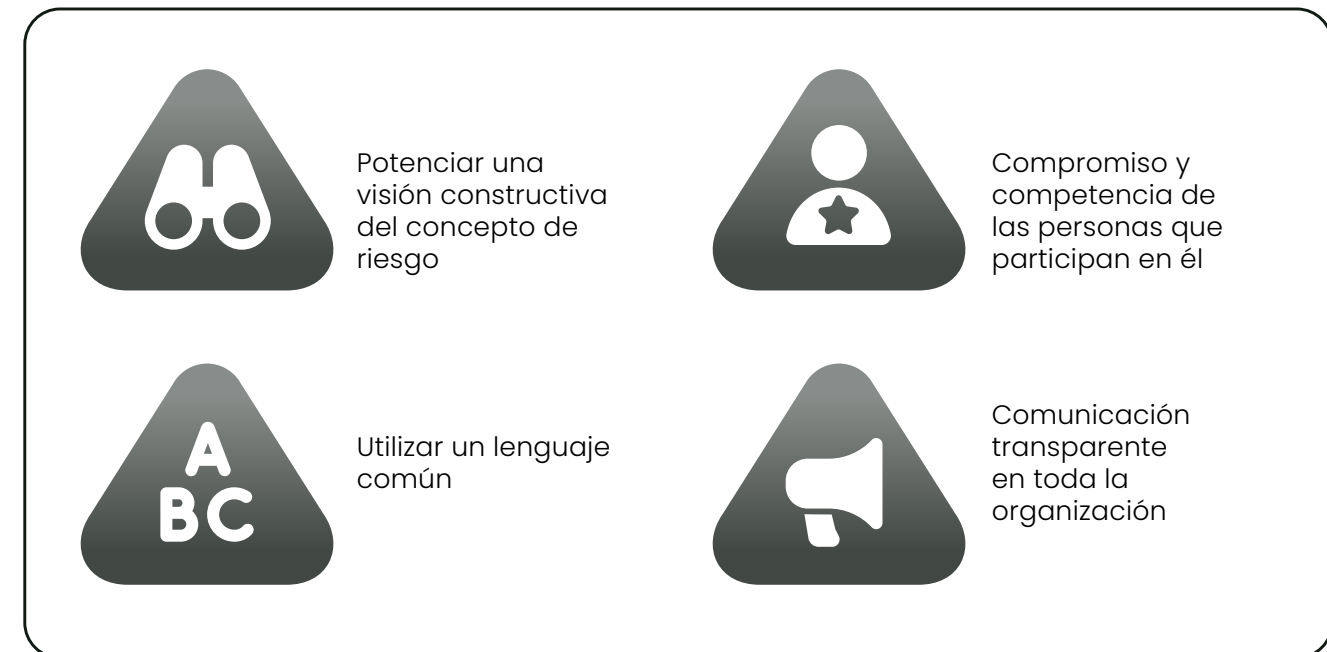 Potenciar una
visión constructiva
del concepto de
riesgo
Compromiso y
competencia de
las personas que
participan en él
A
BC
Utilizar un lenguaje
común
Comunicación
transparente
en toda la
organización